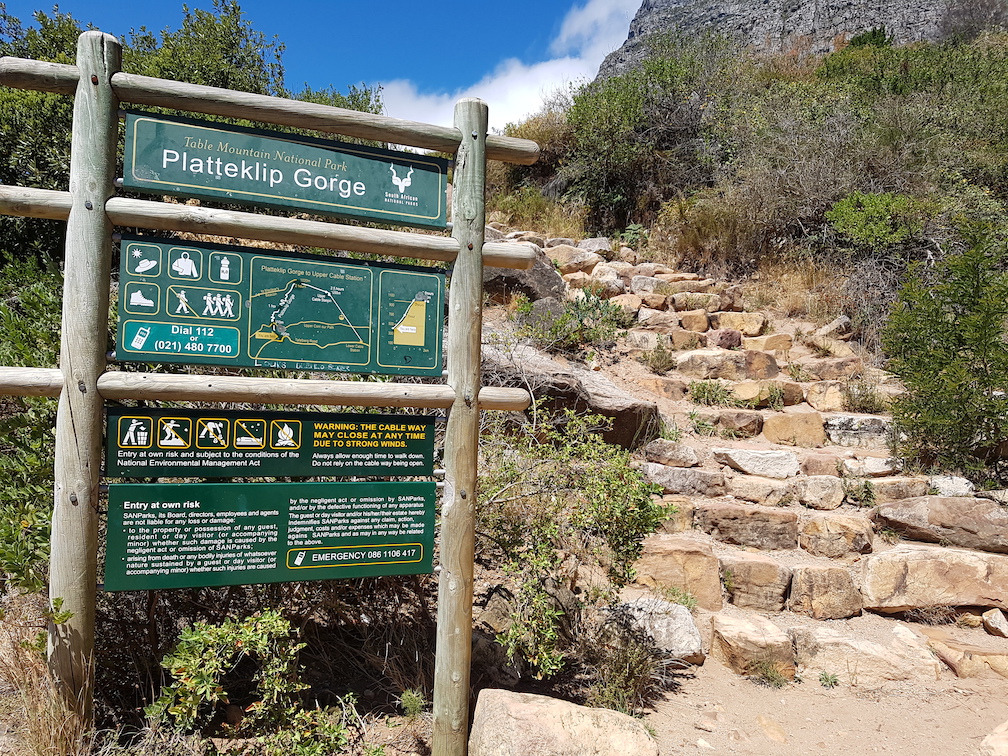 Table Mountain National Park
Platteklip Gorge
South African
NATIONAL PARKS
Platteklip Gorge to Upper Cable Station
Dial 112
or
(021) 480 7700
WARNING: THE CABLE WAY
MAY CLOSE AT ANY TIME
DUE TO STRONG WINDS.
Entry at own risk and subject to the conditions of the
National Environmental Management Act
Always allow enough time to walk down.
Do not rely on the cable way being open.
Entry at own risk
SANParks, its Board, directors, employees and agents
are not liable for any loss or damage:
• to the property or possession of any guest,
resident or day visitor (or accompanying
minor) whether such damage is caused by the
negligent act or omission of SANParks;
• arising from death or any bodily injuries of whatsoever
nature sustained by a guest or day visitor (or
accompanying minor) whether such injuries are caused
by the negligent act or omission by SANParks,
and/or by the defective functioning of any apparatus
The guest or day visitor and/or his/her/their/estate hereby
indemnifies SANParks against any claim, action,
judgment, costs and/or expenses which may be made
agains SANParks and as may in any way be connected
to the above.
EMERGENCY 086 1106 417